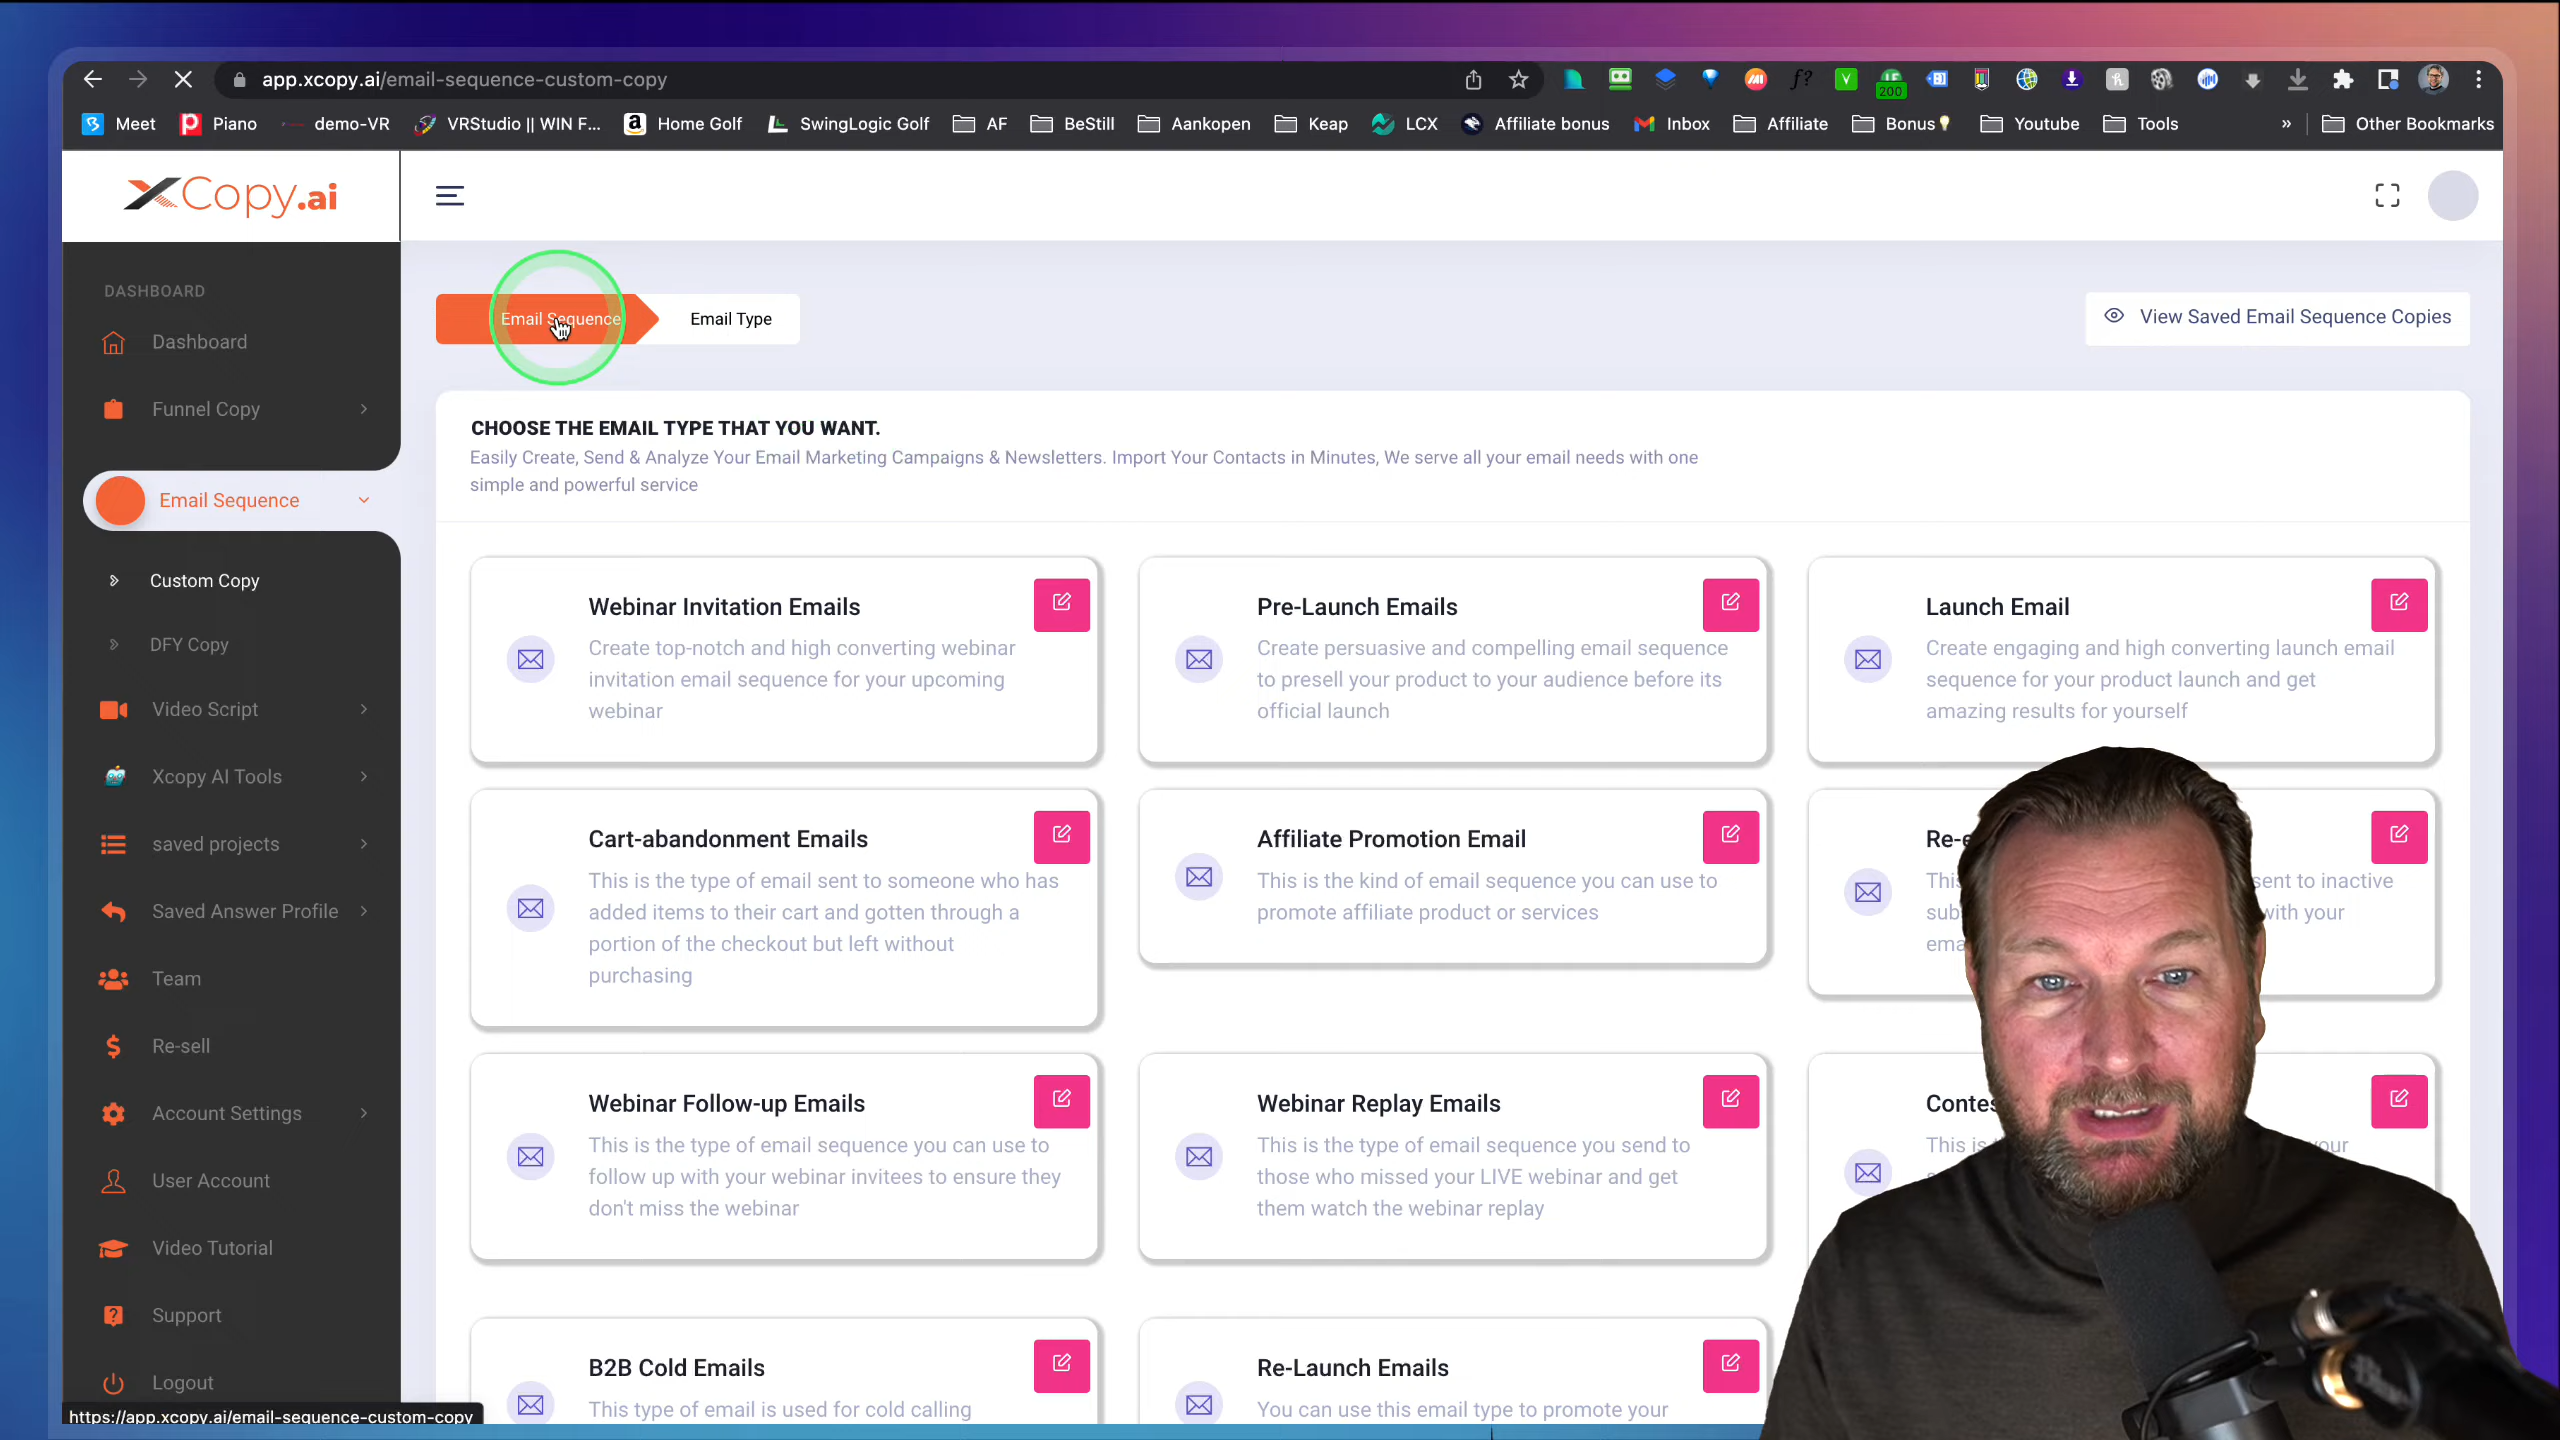 app.xcopy.ai/email-sequence-custom-copy
200
Meet
Piano
demo-VR
VRStudio || WIN F...
Home Golf
SwingLogic Golf
AF
BeStill
Aankopen
Keap
LCX
Affiliate bonus
Inbox
Affiliate
Bonus
Youtube
Tools
»
Other Bookmarks
XCopy.ai
DASHBOARD
Dashboard
Funnel Copy
Email Sequence
Custom Copy
DFY Copy
Video Script
Xcopy AI Tools
saved projects
Saved Answer Profile
Team
Re-sell
Account Settings
User Account
Video Tutorial
Support
Logout
https://app.xcopy.ai/email-sequence-custom-copy
Email Sequence
Email Type
View Saved Email Sequence Copies
CHOOSE THE EMAIL TYPE THAT YOU WANT.
Easily Create, Send & Analyze Your Email Marketing Campaigns & Newsletters. Import Your Contacts in Minutes, We serve all your email needs with one
simple and powerful service
Webinar Invitation Emails
Create top-notch and high converting webinar
invitation email sequence for your upcoming
webinar
Pre-Launch Emails
Create persuasive and compelling email sequence
to presell your product to your audience before its
official launch
Launch Email
Create engaging and high converting launch email
sequence for your product launch and get
amazing results for yourself
Cart-abandonment Emails
This is the type of email sent to someone who has
added items to their cart and gotten through a
portion of the checkout but left without
purchasing
Affiliate Promotion Email
This is the kind of email sequence you can use to
promote affiliate product or services
sent to inactive
with your
Webinar Follow-up Emails
This is the type of email sequence you can use to
follow up with your webinar invitees to ensure they
don't miss the webinar
Webinar Replay Emails
This is the type of email sequence you send to
those who missed your LIVE webinar and get
them watch the webinar replay
This is
B2B Cold Emails
This type of email is used for cold calling
Re-Launch Emails
You can use this email type to promote your